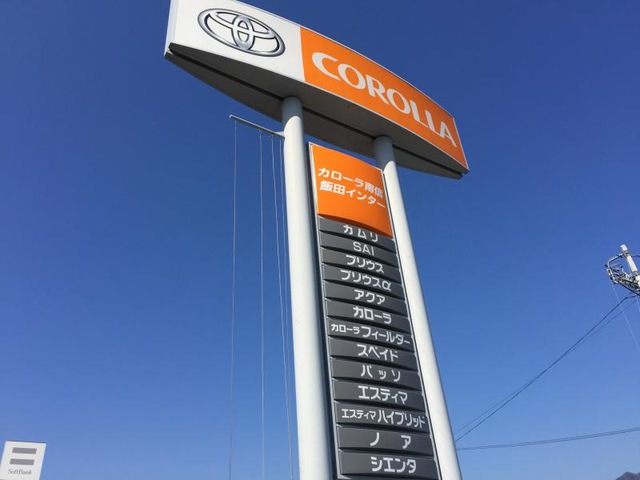 COROLLA
カローラ南信
飯田インター
カムリ
SAI
プリウス
プリウスα
アクア
カローラ
カローラフィールダー
スペイド
パッソ
エスティマ
エスティマハイブリッド
ノア
シエンタ
SoftBank